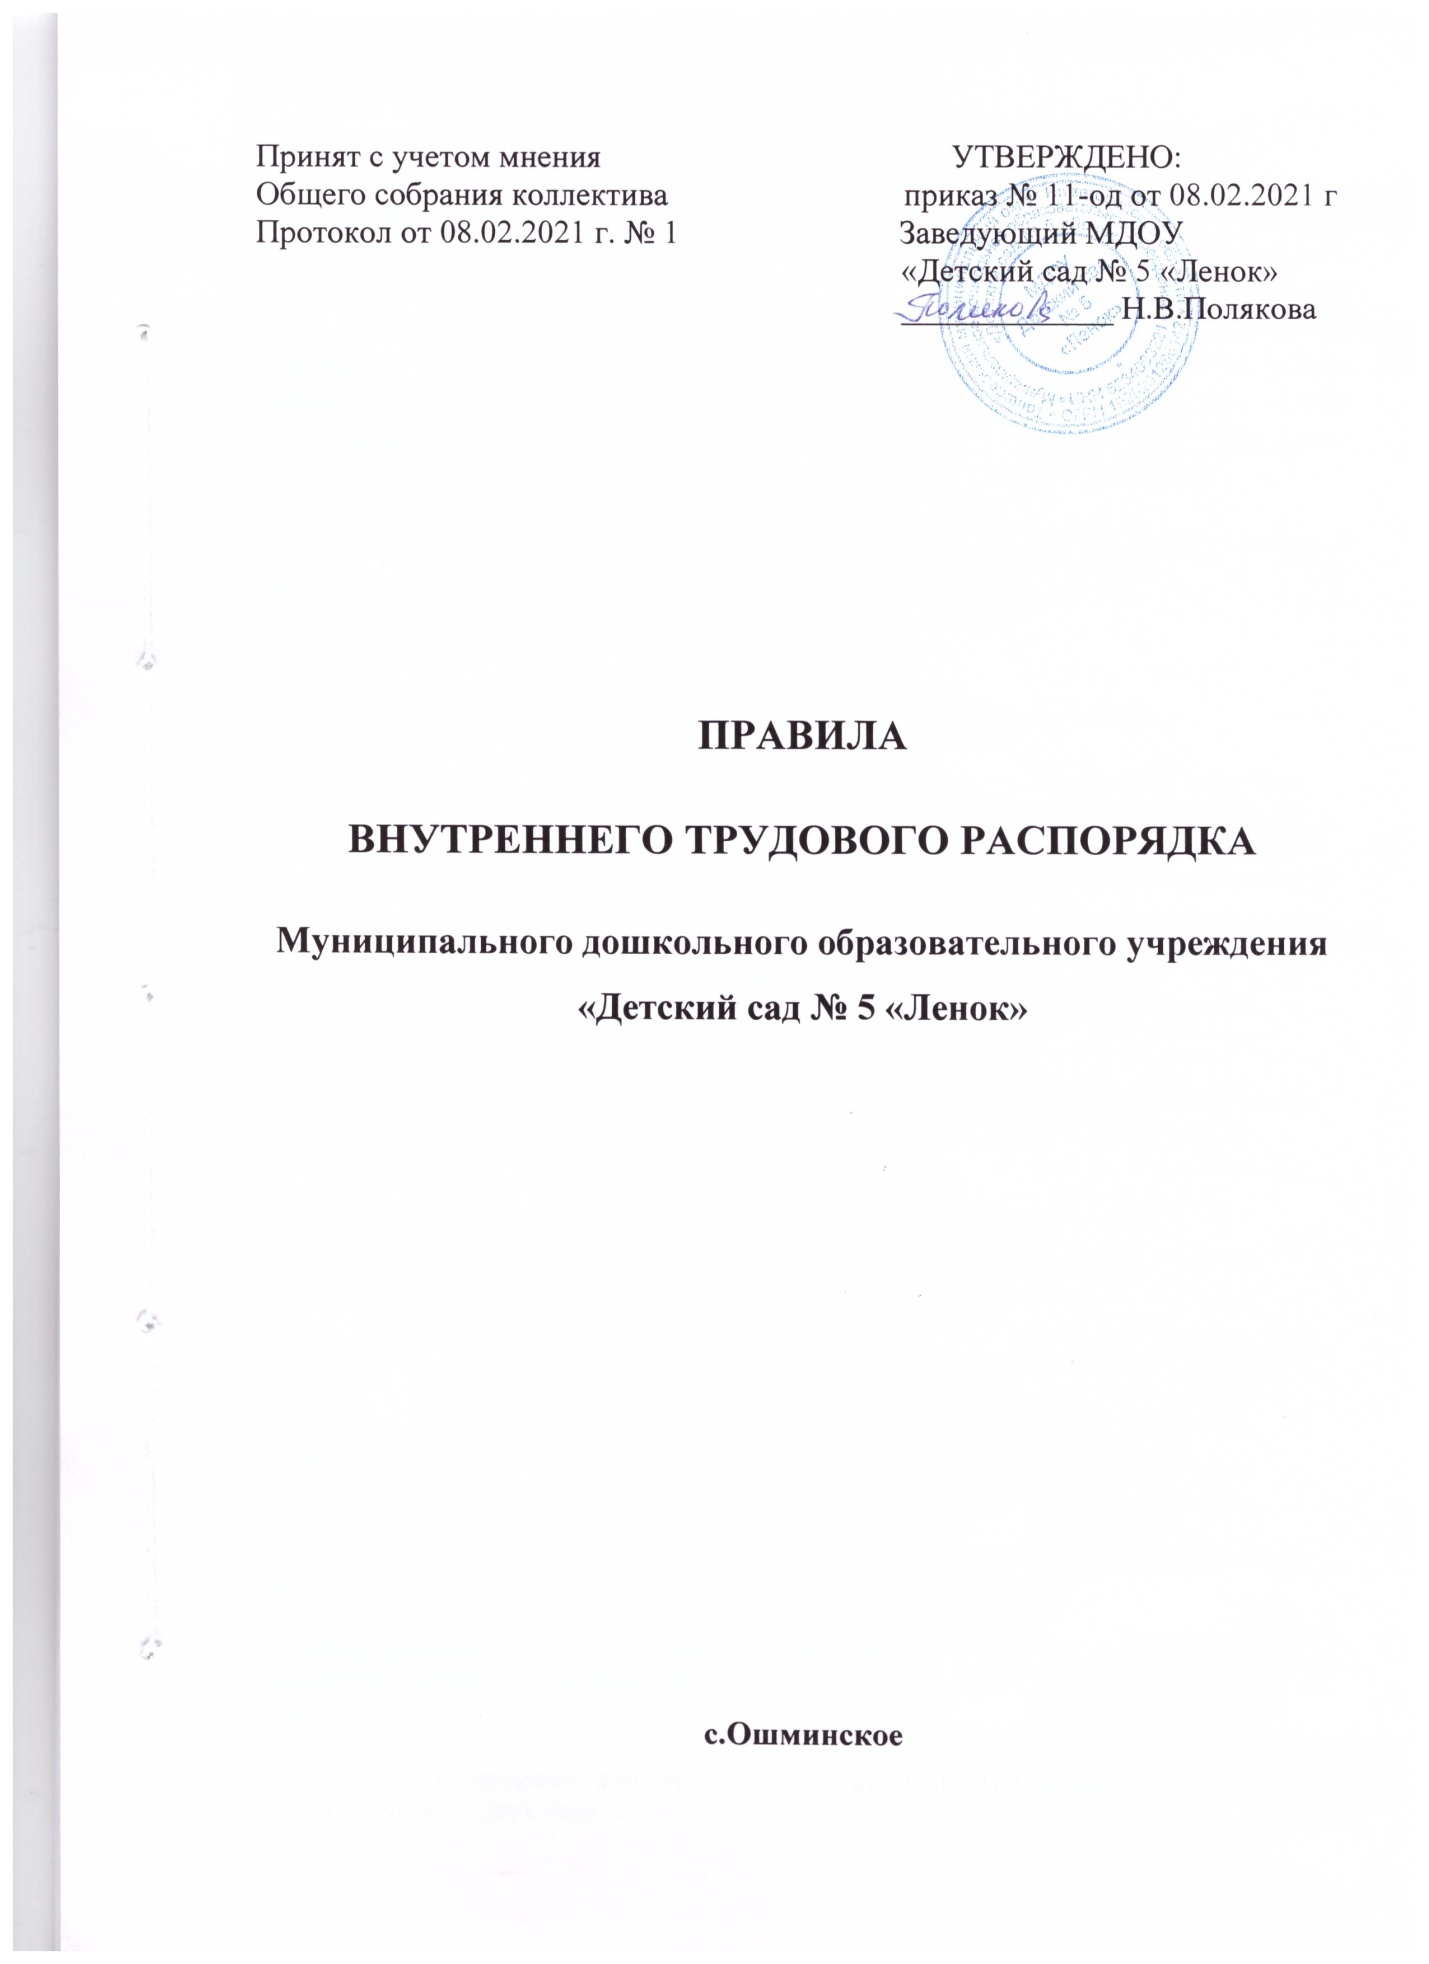 Принят с учетом мнения
Общего собрания коллектива
Протокол от 08.02.2021 г. № 1
УТВЕРЖДЕНО:
приказ № 11-од от 08.02.2021 г
Заведующий МДОУ
«Детский сад № 5 «Ленок»
Н.В.Полякова
ПРАВИЛА
ВНУТРЕННЕГО ТРУДОВОГО РАСПОРЯДКА
Муниципального дошкольного образовательного учреждения
«Детский сад № 5 «Ленок»
с.Ошминское